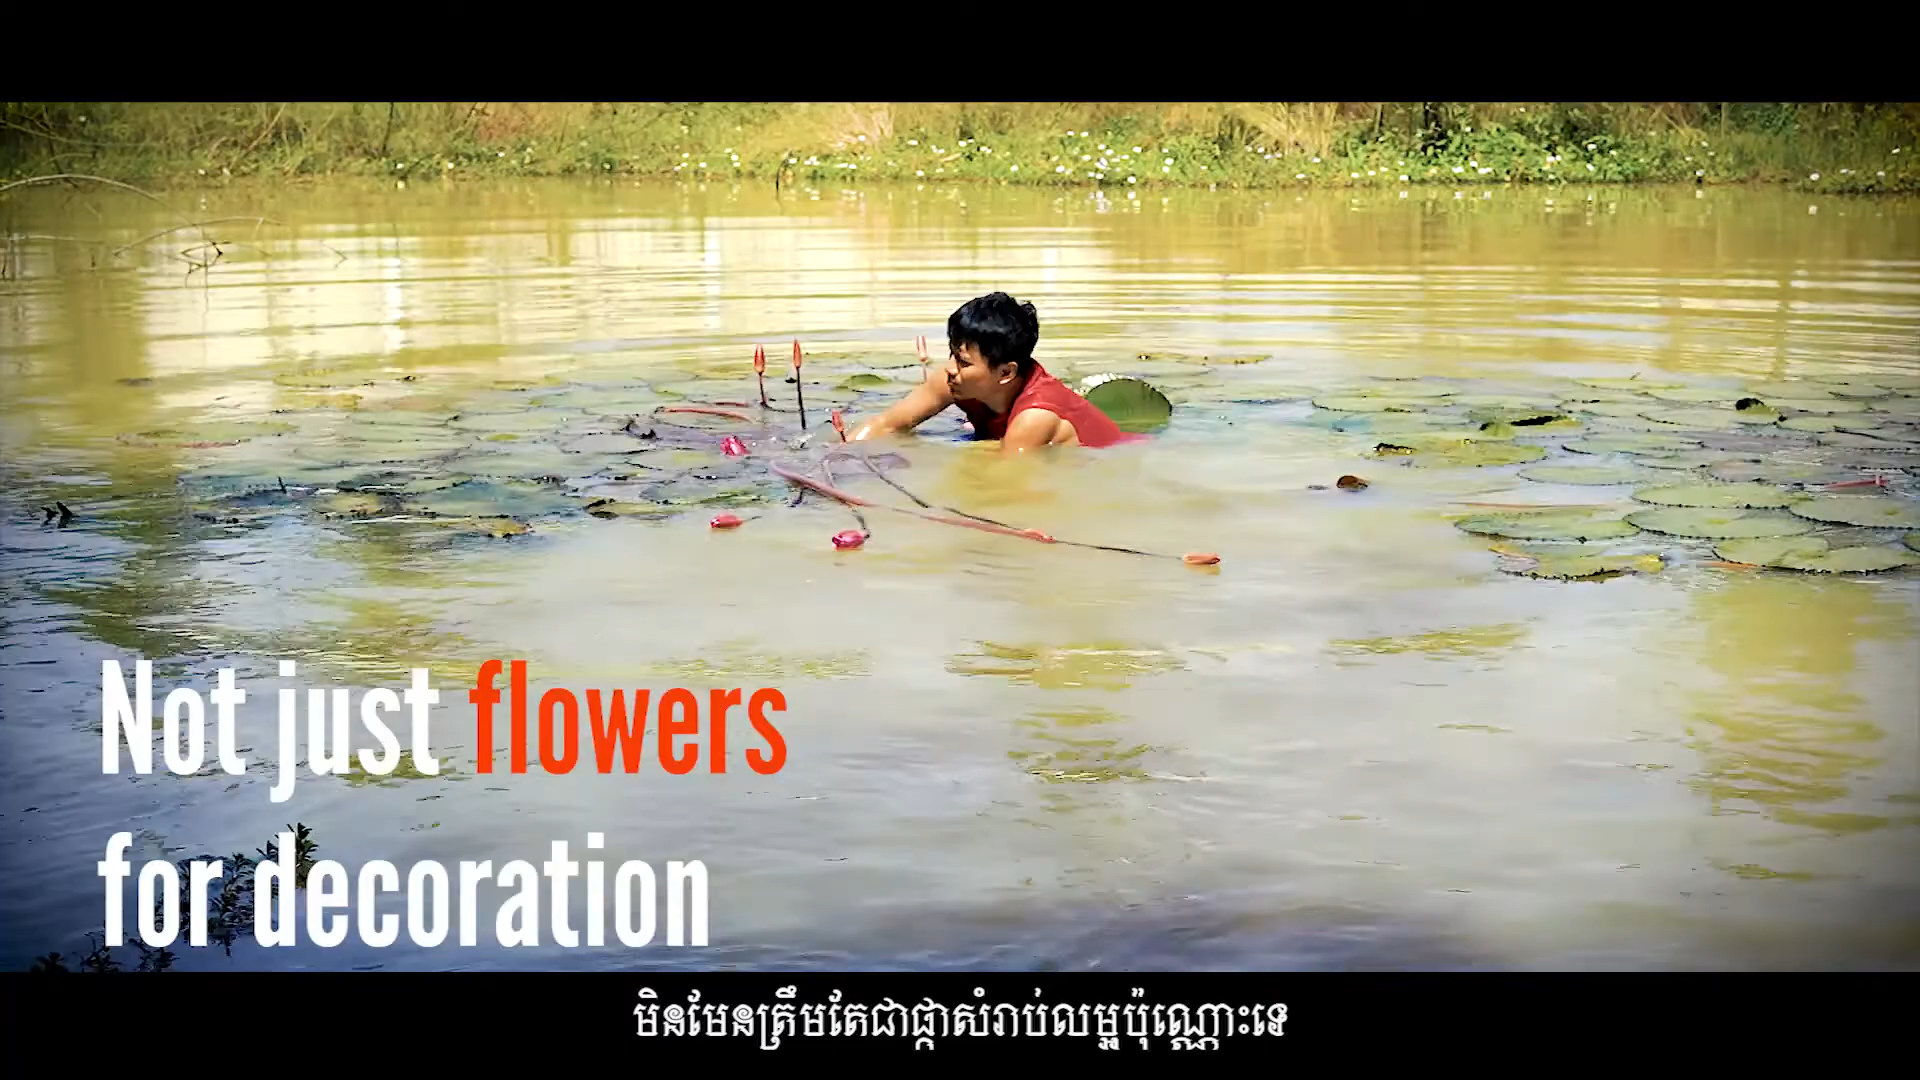 Not just flowers
for decoration
មិនមែនត្រឹមតែជាផ្កាសំរាប់លម្អប៉ុណ្ណោះទេ